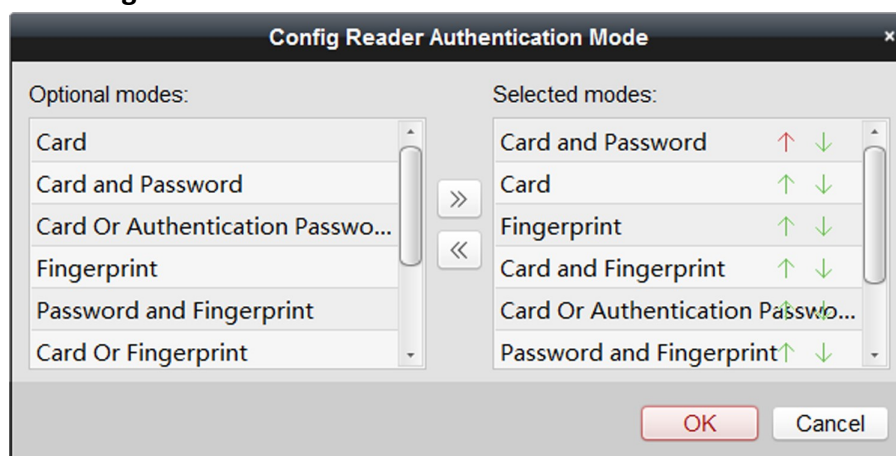 Config Reader Authentication Mode
Optional modes:
Card
Card and Password
Card Or Authentication Passwo...
Fingerprint
Password and Fingerprint
Card Or Fingerprint
Selected modes:
Card and Password
Card
Fingerprint
Card and Fingerprint
Card Or Authentication Passwo...
Password and Fingerprint
OK
Cancel